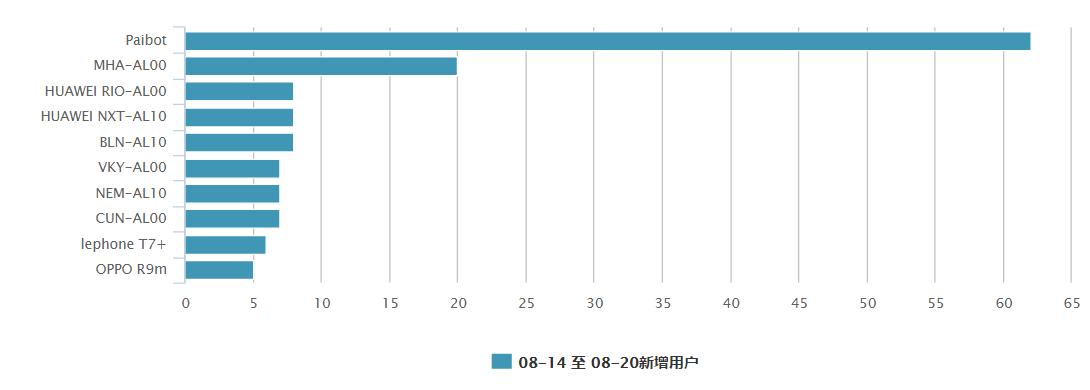 Paibot
MHA-AL00
HUAWEI RIO-AL00
HUAWEI NXT-AL10
BLN-AL10
VKY-AL00
NEM-AL10
CUN-AL00
lephone T7+
OPPO R9m
0 5 10 15 20 25 30 35 40 45 50 55 60 65
08-14 至 08-20新增用户